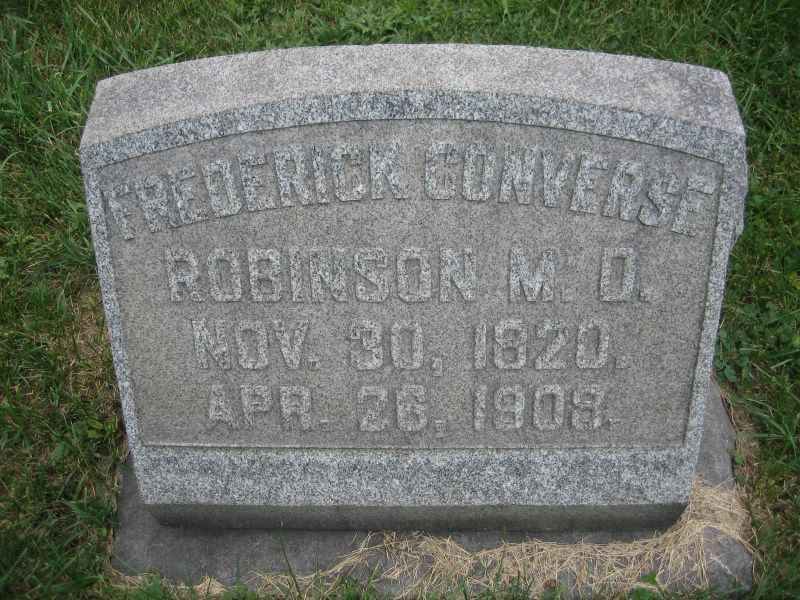 FREDERICK CONVERSE
ROBINSON M. D.
NOV. 30, 1820.
APR. 26, 1908.